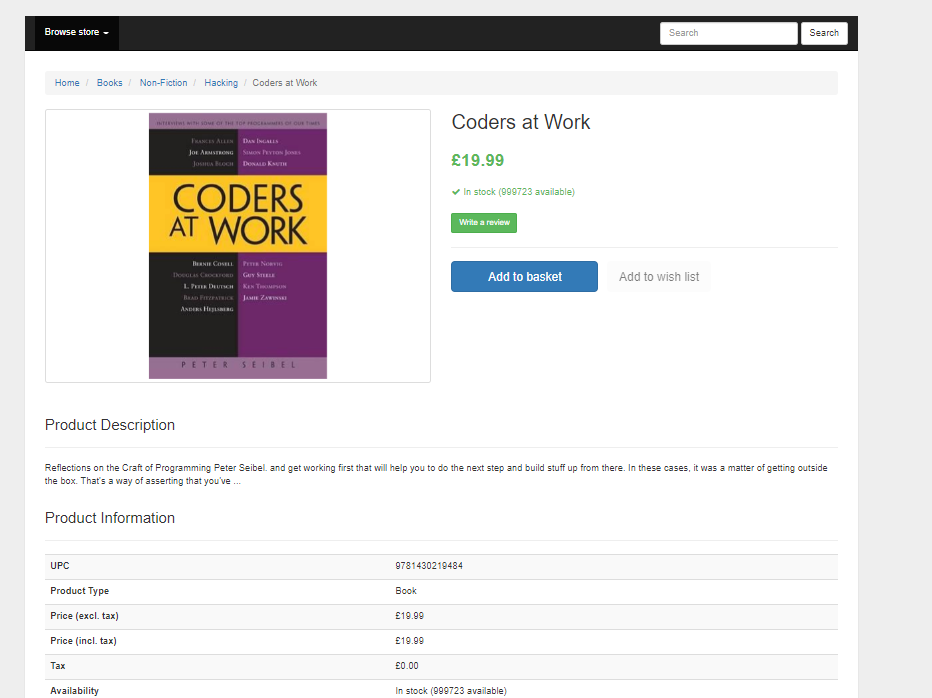 Browse store
Search
Search
Home / Books / Non-Fiction / Hacking / Coders at Work
INTERVIEWS WITH SOME OF THE TOP PROGRAMMERS OF OUR TIMES
FRANCES ALLEN
JOE ARMSTRONG
JOSHUA BLOCH
DAN INGALLS
SIMON PEYTON JONES
DONALD KNUTH
CODERS
AT WORK
BERNIE COSELL
DOUGLAS CROCKFORD
L. PETER DEUTSCH
BRAD FITZPATRICK
PETER NORVIG
GUY STEELE
KEN THOMPSON
JAMIE ZAWINSKI
PETER SEIBEL
Coders at Work
£19.99
In stock (999723 available)
Write a review
Add to basket
Add to wish list
Product Description
Reflections on the Craft of Programming Peter Seibel. and get working first that will help you to do the next step and build stuff up from there. In these cases, it was a matter of getting outside
the box. That's a way of asserting that you've ...
Product Information
UPC 9781430219484
Product Type Book
Price (excl. tax) £19.99
Price (incl. tax) £19.99
Tax £0.00
Availability In stock (999723 available)